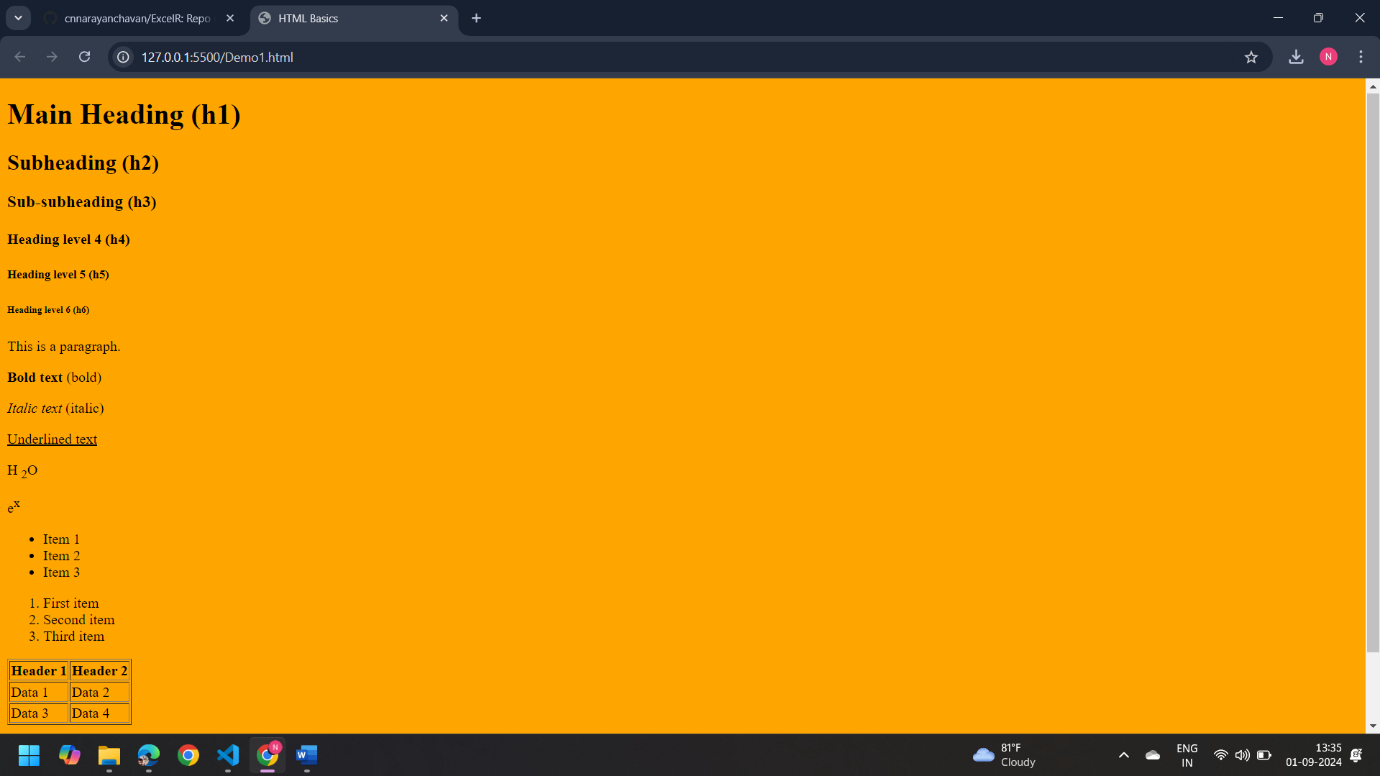 cnnarayanchavan/ExcelR: Repo
HTML Basics
127.0.0.1:5500/Demo1.html
N
Main Heading (h1)
Subheading (h2)
Sub-subheading (h3)
Heading level 4 (h4)
Heading level 5 (h5)
Heading level 6 (h6)
This is a paragraph.
Bold text (bold)
Italic text (italic)
Underlined text
H 2O
ex
• Item 1
• Item 2
• Item 3
1. First item
2. Second item
3. Third item
Header 1 Header 2
Data 1 Data 2
Data 3 Data 4
N
W
81°F
Cloudy
ENG
IN
13:35
01-09-2024